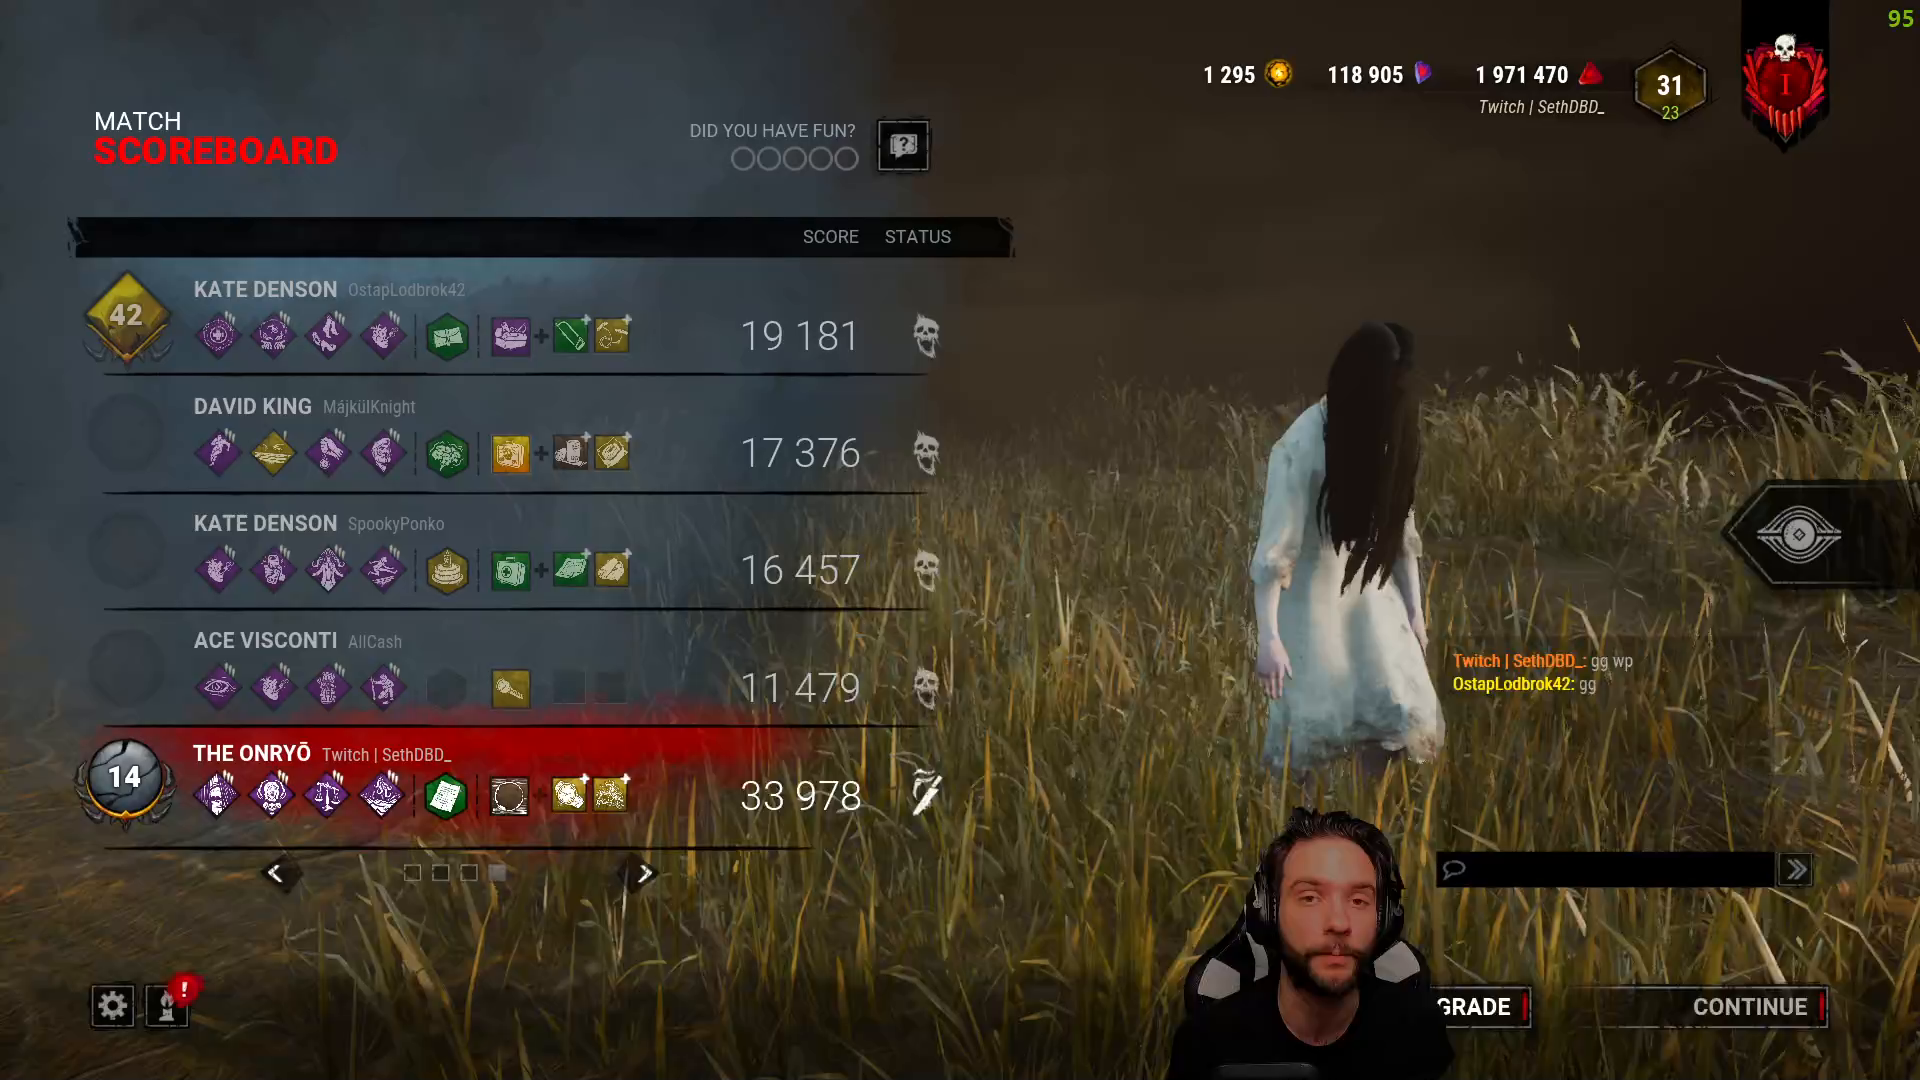 95
1 295
118 905
1 971 470
Twitch | SethDBD_
31
23
I
MATCH
SCOREBOARD
DID YOU HAVE FUN?
SCORE STATUS
42
KATE DENSON OstapLodbrok42
19 181
DAVID KING MájkülKnight
17 376
KATE DENSON SpookyPonko
16 457
ACE VISCONTI AllCash
11 479
14
THE ONRYŌ Twitch | SethDBD_
33 978
Twitch | SethDBD_: gg wp
OstapLodbrok42: gg
!
GRADE
CONTINUE